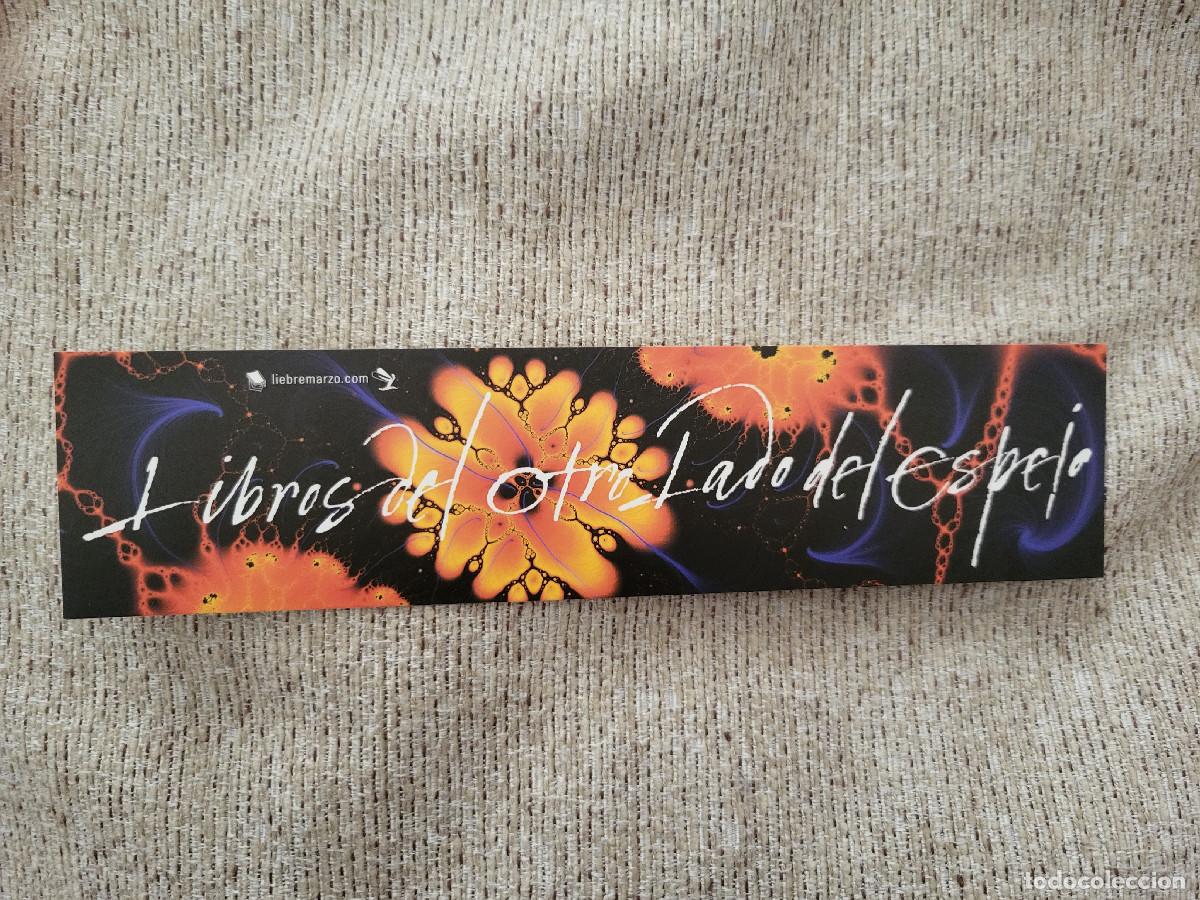 liebremarzo.com
Libros del otro Lado del espejo
todocoleccion